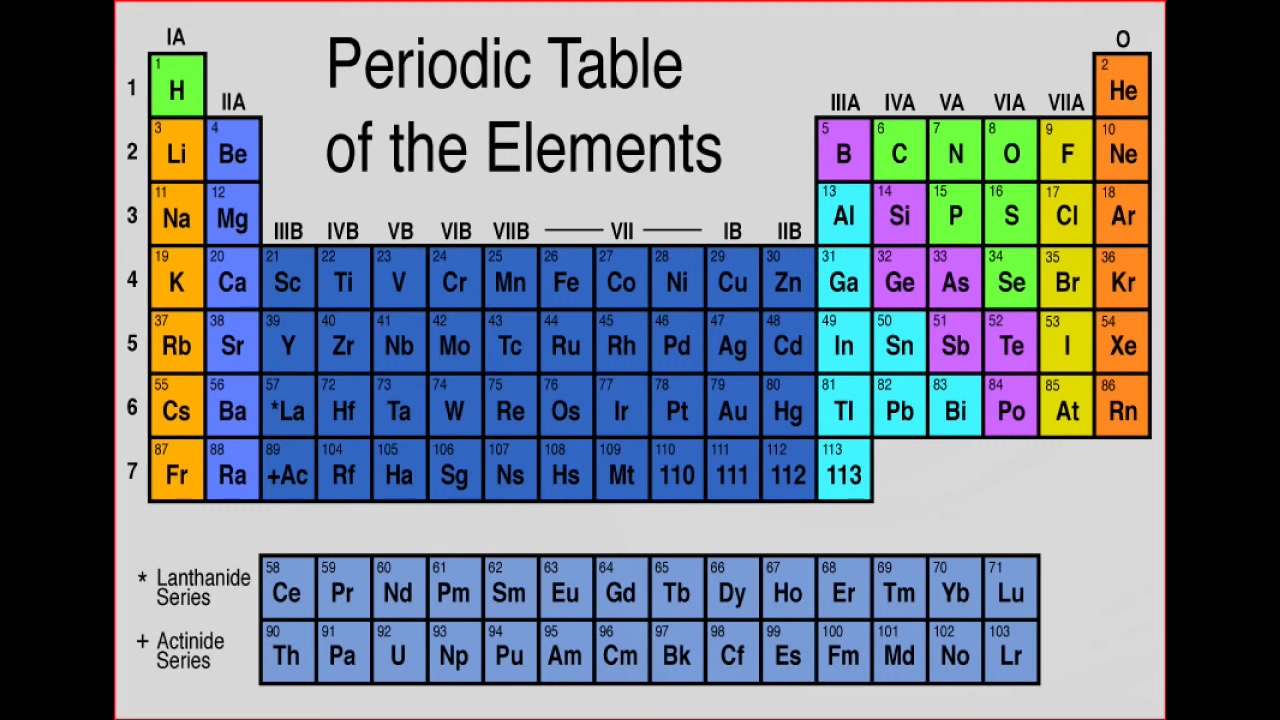 IA
O
Periodic Table
of the Elements
1 2
1 H He
IIA IIIA IVA VA VIA VIIA
3 4 5 6 7 8 9 10
2 Li Be B C N O F Ne
11 12 13 14 15 16 17 18
3 Na Mg Al Si P S Cl Ar
IIIB IVB VB VIB VIIB VII IB IIB
19 20 21 22 23 24 25 26 27 28 29 30 31 32 33 34 35 36
4 K Ca Sc Ti V Cr Mn Fe Co Ni Cu Zn Ga Ge As Se Br Kr
37 38 39 40 41 42 43 44 45 46 47 48 49 50 51 52 53 54
5 Rb Sr Y Zr Nb Mo Tc Ru Rh Pd Ag Cd In Sn Sb Te I Xe
55 56 57 72 73 74 75 76 77 78 79 80 81 82 83 84 85 86
6 Cs Ba *La Hf Ta W Re Os Ir Pt Au Hg Tl Pb Bi Po At Rn
87 88 89 104 105 106 107 108 109 110 111 112 113
7 Fr Ra +Ac Rf Ha Sg Ns Hs Mt 110 111 112 113
* Lanthanide
Series
58 59 60 61 62 63 64 65 66 67 68 69 70 71
Ce Pr Nd Pm Sm Eu Gd Tb Dy Ho Er Tm Yb Lu
+ Actinide
Series
90 91 92 93 94 95 96 97 98 99 100 101 102 103
Th Pa U Np Pu Am Cm Bk Cf Es Fm Md No Lr